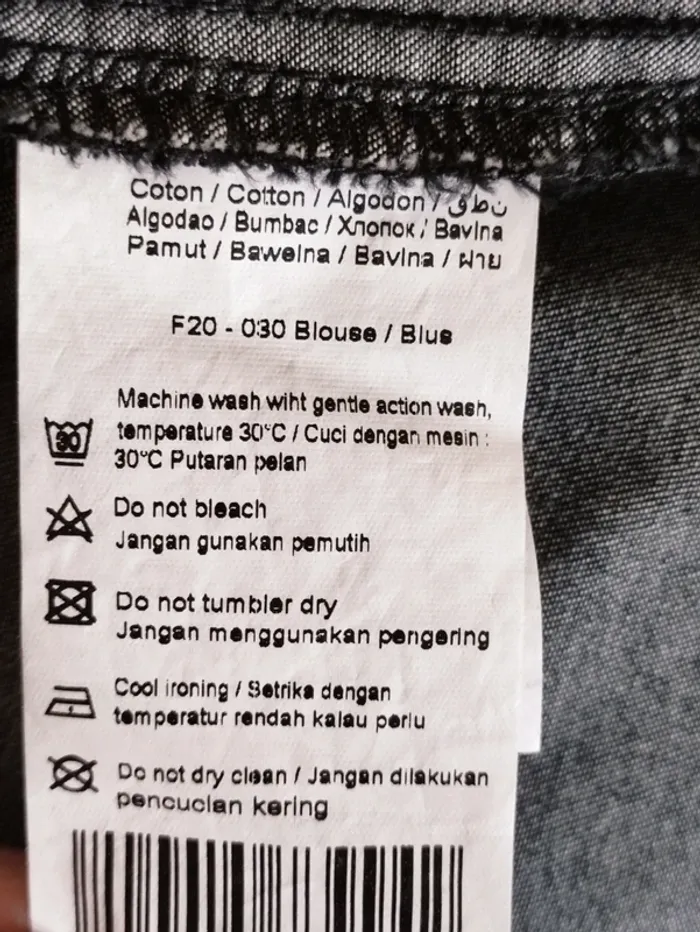 Coton / Cotton / Algodon / قطن
Algodao / Bumbac / Хлопок / Bavlna
Pamut / Bawelna / Bavlna / ฝ้าย
F20 - 030 Blouse / Blus
Machine wash wiht gentle action wash,
temperature 30°C / Cuci dengan mesin :
30°C Putaran pelan
30
Do not bleach
Jangan gunakan pemutih
Do not tumbler dry
Jangan menggunakan pengering
Cool ironing / Setrika dengan
temperatur rendah kalau perlu
Do not dry clean / Jangan dilakukan
pencucian kering